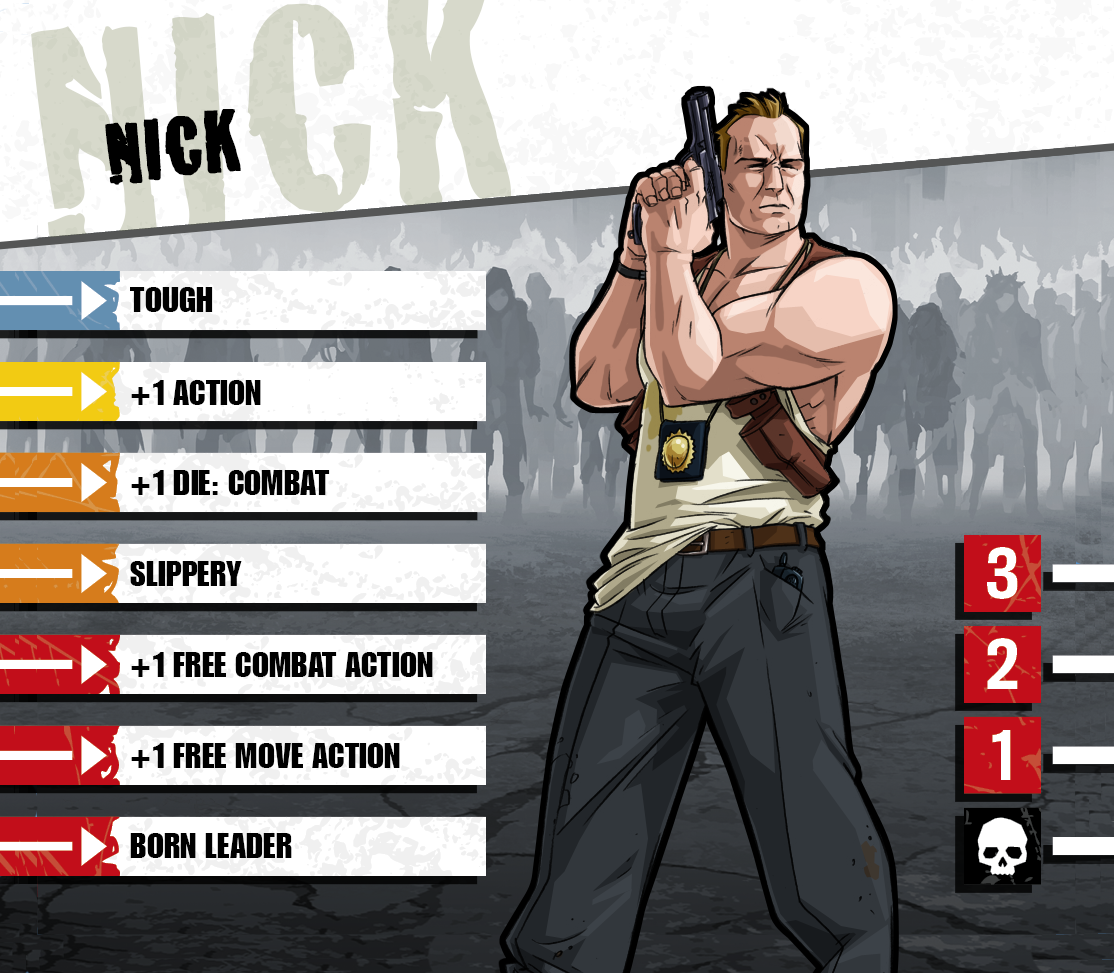 NICK
NICK
TOUGH
+1 ACTION
+1 DIE: COMBAT
SLIPPERY
+1 FREE COMBAT ACTION
+1 FREE MOVE ACTION
BORN LEADER
3
2
1